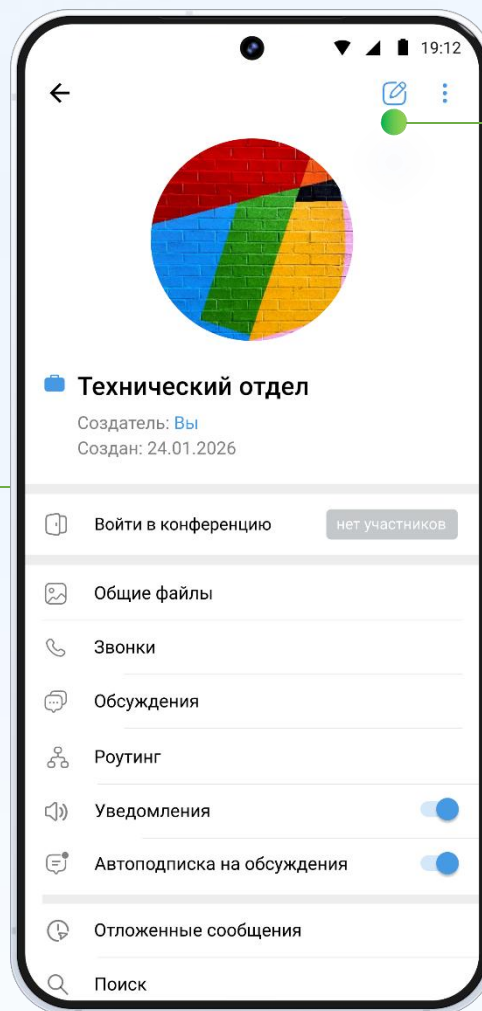 19:12
Технический отдел
Создатель: Вы
Создан: 24.01.2026
Войти в конференцию нет участников
Общие файлы
Звонки
Обсуждения
Роутинг
Уведомления
Автоподписка на обсуждения
Отложенные сообщения
Поиск